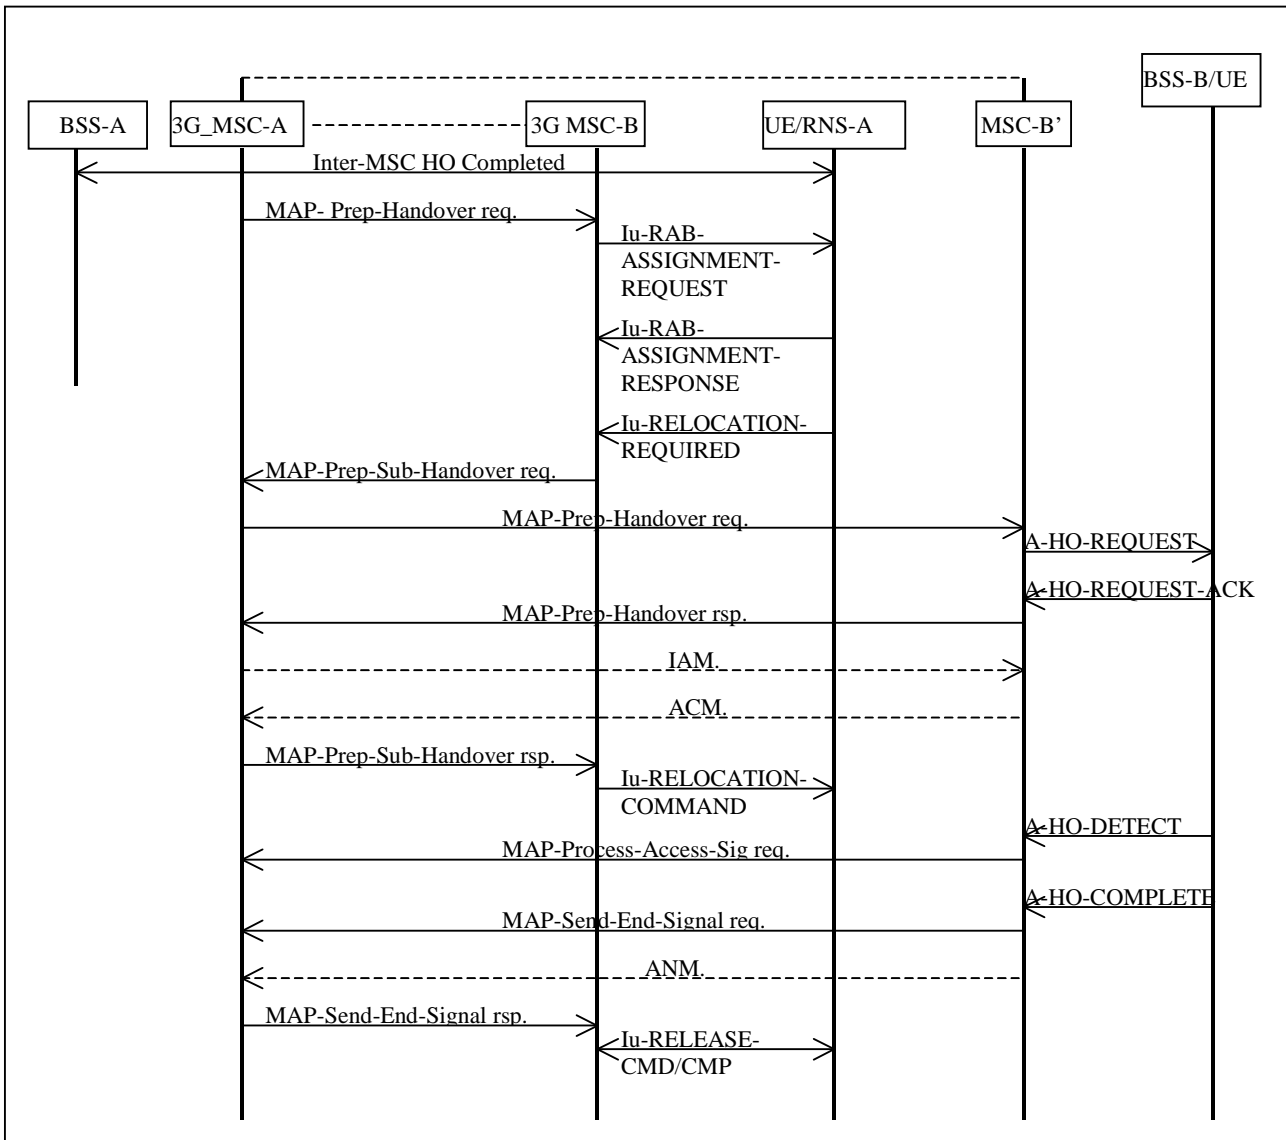 BSS-B/UE
BSS-A
3G_MSC-A
3G MSC-B
UE/RNS-A
MSC-B’
Inter-MSC HO Completed
MAP- Prep-Handover req.
Iu-RAB-
ASSIGNMENT-
REQUEST
Iu-RAB-
ASSIGNMENT-
RESPONSE
Iu-RELOCATION-
REQUIRED
MAP-Prep-Sub-Handover req.
MAP-Prep-Handover req.
A-HO-REQUEST
A-HO-REQUEST-ACK
MAP-Prep-Handover rsp.
IAM.
ACM.
MAP-Prep-Sub-Handover rsp.
Iu-RELOCATION-
COMMAND
A-HO-DETECT
MAP-Process-Access-Sig req.
A-HO-COMPLETE
MAP-Send-End-Signal req.
ANM.
MAP-Send-End-Signal rsp.
Iu-RELEASE-
CMD/CMP